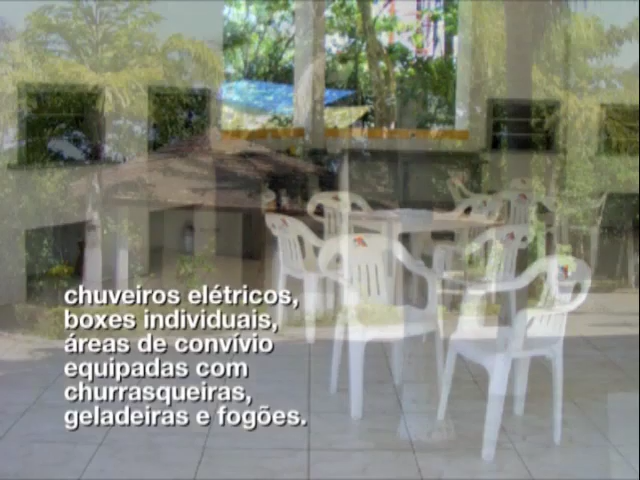 chuveiros elétricos,
boxes individuais,
áreas de convívio
equipadas com
churrasqueiras,
geladeiras e fogões.